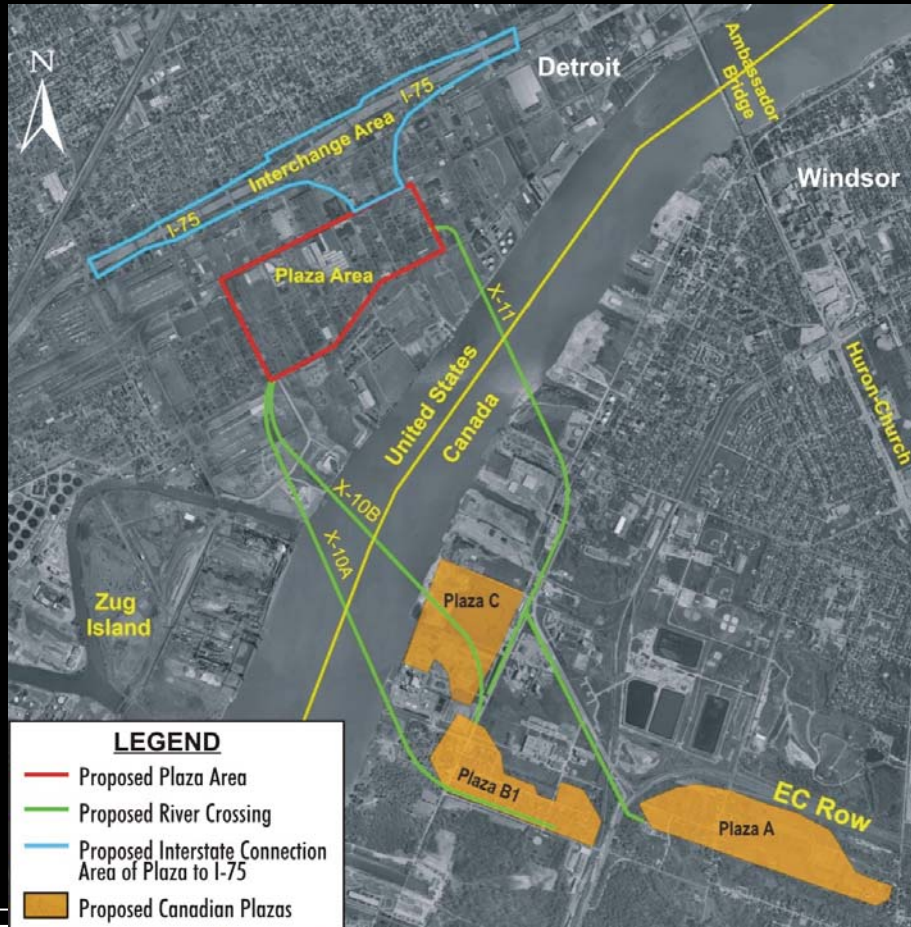 N
Detroit
Ambassador
Bridge
I-75
Interchange Area
I-75
Windsor
Plaza Area
X-11
United States
Canada
Huron-Church
X-10B
X-10A
Zug
Island
Plaza C
Plaza B1
EC Row
Plaza A
LEGEND
Proposed Plaza Area
Proposed River Crossing
Proposed Interstate Connection
Area of Plaza to I-75
Proposed Canadian Plazas